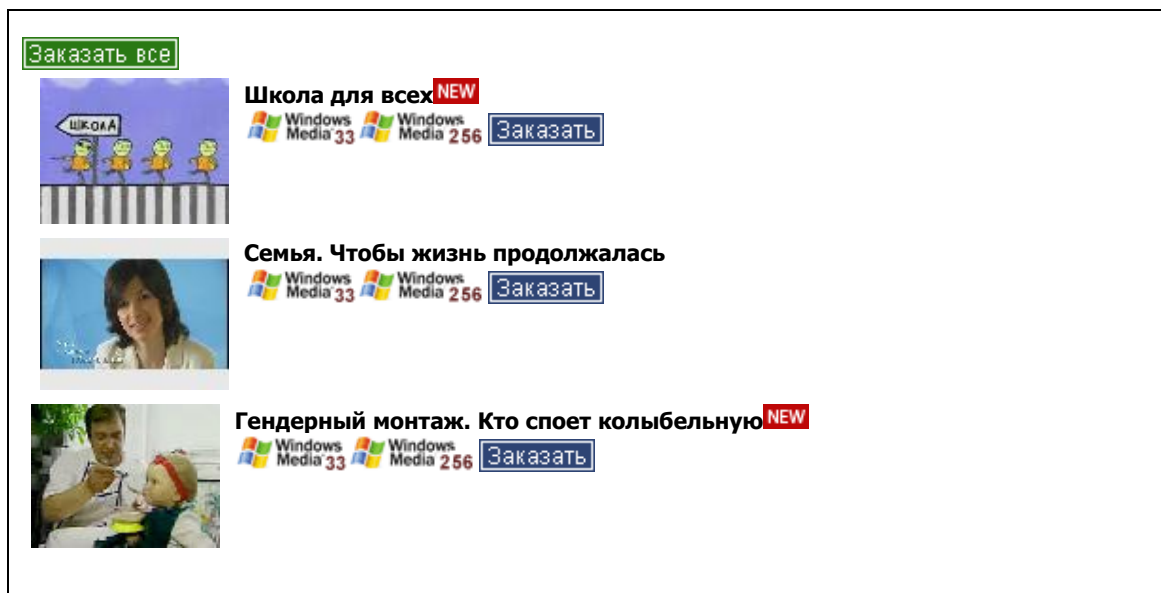 Заказать все
ШКОЛА
Школа для всех NEW
Windows Media 33 Windows Media 256 Заказать
Семья. Чтобы жизнь продолжалась
Windows Media 33 Windows Media 256 Заказать
Гендерный монтаж. Кто споет колыбельную NEW
Windows Media 33 Windows Media 256 Заказать